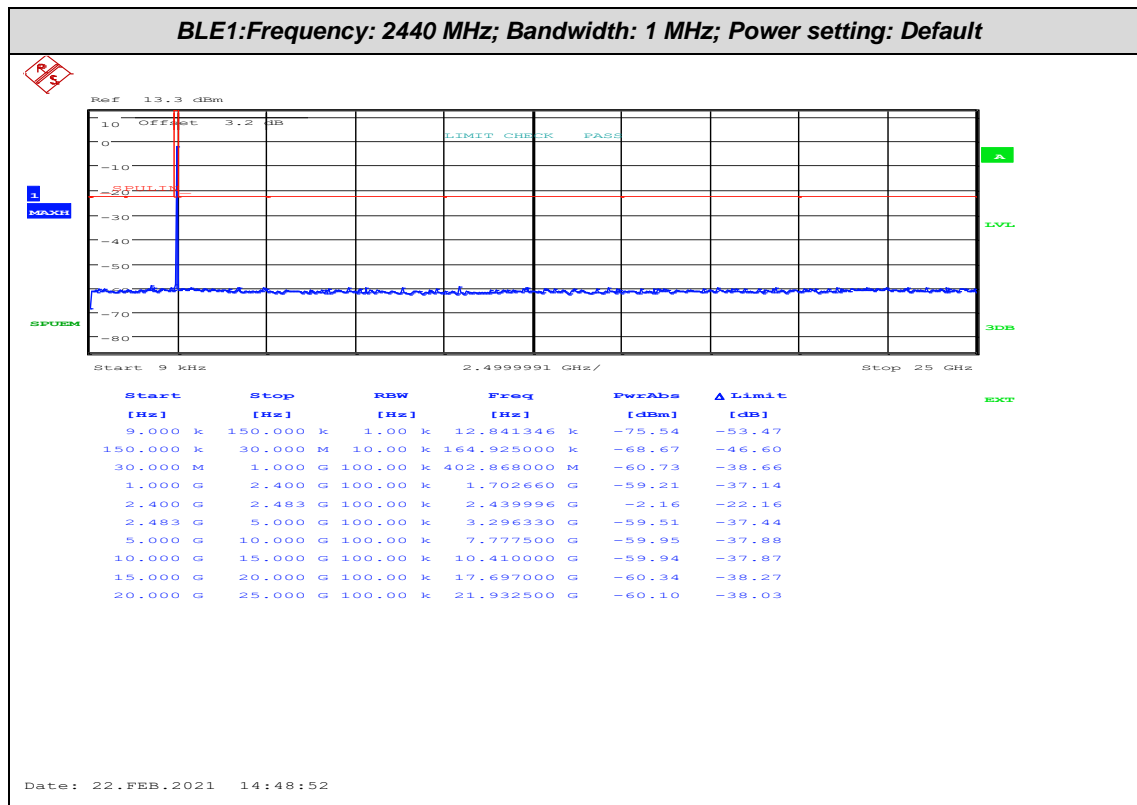 BLE1:Frequency: 2440 MHz; Bandwidth: 1 MHz; Power setting: Default
R S
Ref 13.3 dBm
10 Offset 3.2 dB
LIMIT CHECK PASS
0
A
-10
-20 SPULIN_
1
MAXH
-30
LVL
-40
-50
-60
-70
SPUEM
3DB
-80
Start 9 kHz 2.4999991 GHz/ Stop 25 GHz
Start Stop RBW Freq PwrAbs Δ Limit
EXT
[Hz] [Hz] [Hz] [Hz] [dBm] [dB]
9.000 k 150.000 k 1.00 k 12.841346 k -75.54 -53.47
150.000 k 30.000 M 10.00 k 164.925000 k -68.67 -46.60
30.000 M 1.000 G 100.00 k 402.868000 M -60.73 -38.66
1.000 G 2.400 G 100.00 k 1.702660 G -59.21 -37.14
2.400 G 2.483 G 100.00 k 2.439996 G -2.16 -22.16
2.483 G 5.000 G 100.00 k 3.296330 G -59.51 -37.44
5.000 G 10.000 G 100.00 k 7.777500 G -59.95 -37.88
10.000 G 15.000 G 100.00 k 10.410000 G -59.94 -37.87
15.000 G 20.000 G 100.00 k 17.697000 G -60.34 -38.27
20.000 G 25.000 G 100.00 k 21.932500 G -60.10 -38.03
Date: 22.FEB.2021 14:48:52